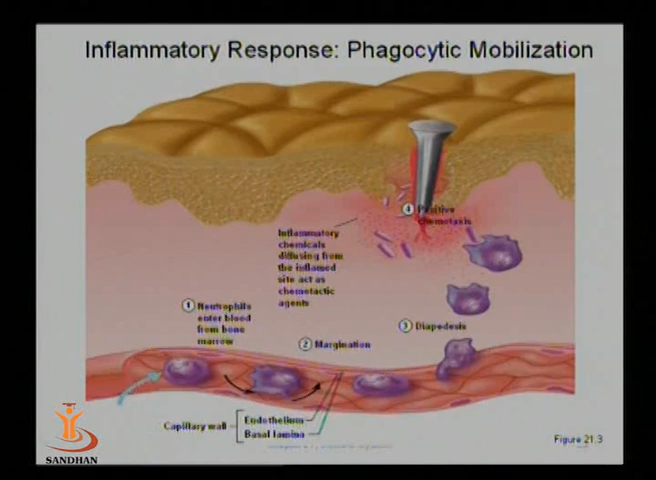 Inflammatory Response: Phagocytic Mobilization
4 Positive
chemotaxis
Inflammatory
chemicals
diffusing from
the inflamed
site act as
chemotactic
agents
1 Neutrophils
enter blood
from bone
marrow
2 Margination
3 Diapedesis
Capillary wall
Endothelium
Basal lamina
Figure 21.3
SANDHAN